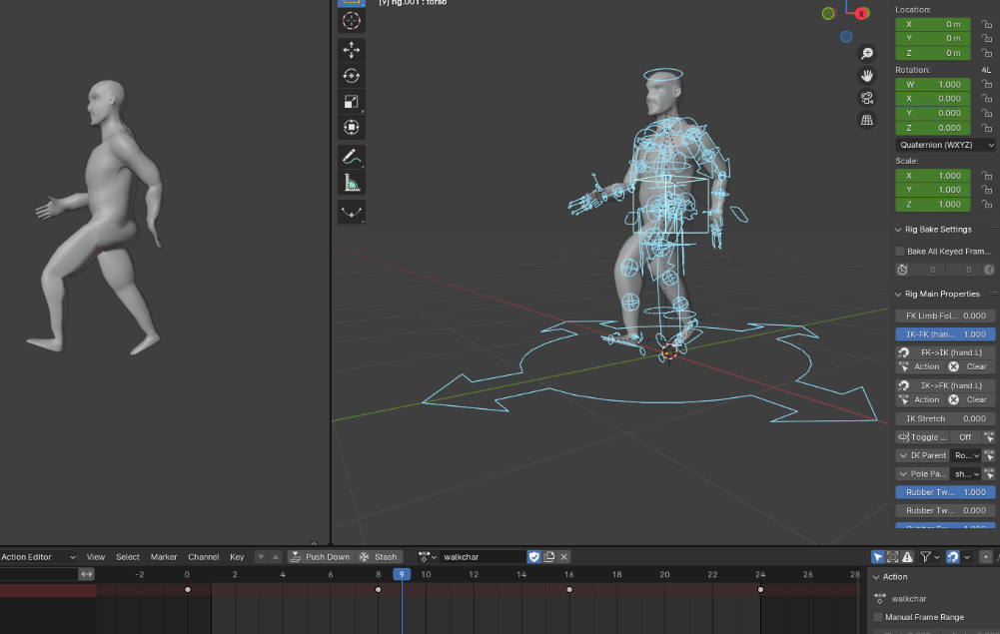 (9) rig.001 : torso
X
Location:
X 0 m
Y 0 m
Z 0 m
Rotation: 4L
W 1.000
X 0.000
Y 0.000
Z 0.000
Quaternion (WXYZ)
Scale:
X 1.000
Y 1.000
Z 1.000
Rig Bake Settings
Bake All Keyed Fram...
0 0
Rig Main Properties
FK Limb Fol... 0.000
IK-FK (han... 1.000
FK->IK (hand.L)
Action Clear
IK->FK (hand.L)
Action Clear
IK Stretch 0.000
Toggle ... Off
IK Parent Ro...
Pole Pa... sh...
Rubber Tw... 1.000
Rubber Tw... 0.000
Action Editor View Select Marker Channel Key Push Down Stash walkchar
-2 0 2 4 6 8 9 10 12 14 16 18 20 22 24 26 28
Action
walkchar
Manual Frame Range